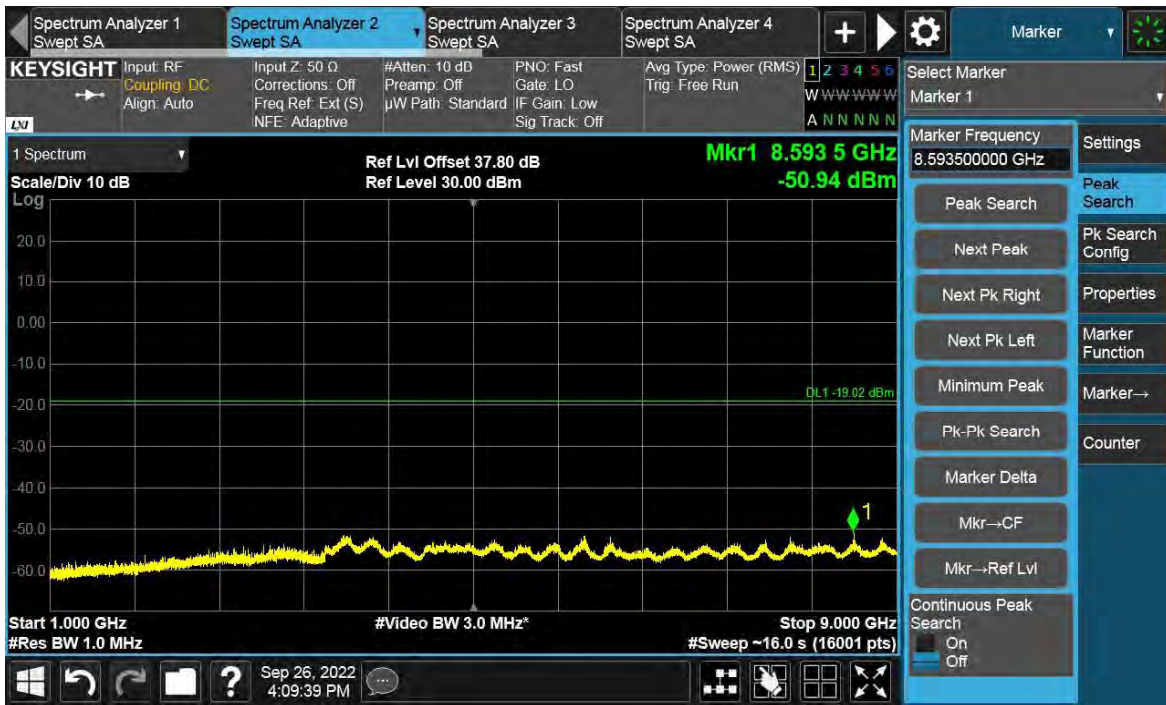 Spectrum Analyzer 1
Swept SA
Spectrum Analyzer 2
Swept SA
Spectrum Analyzer 3
Swept SA
Spectrum Analyzer 4
Swept SA
+
Marker
KEYSIGHT
LXI
Input: RF
Coupling: DC
Align: Auto
Input Z: 50 Ω
Corrections: Off
Freq Ref: Ext (S)
NFE: Adaptive
#Atten: 10 dB
Preamp: Off
µW Path: Standard
PNO: Fast
Gate: LO
IF Gain: Low
Sig Track: Off
Avg Type: Power (RMS)
Trig: Free Run
1 2 3 4 5 6
W W W W W W
A N N N N N
Select Marker
Marker 1
1 Spectrum
Scale/Div 10 dB
Log
Ref Lvl Offset 37.80 dB
Ref Level 30.00 dBm
Mkr1 8.593 5 GHz
-50.94 dBm
20.0
10.0
0.00
-10.0
-20.0
-30.0
-40.0
-50.0
-60.0
DL1 -19.02 dBm
1
Start 1.000 GHz
#Res BW 1.0 MHz
#Video BW 3.0 MHz*
Stop 9.000 GHz
#Sweep ~16.0 s (16001 pts)
Marker Frequency
8.593500000 GHz
Peak Search
Next Peak
Next Pk Right
Next Pk Left
Minimum Peak
Pk-Pk Search
Marker Delta
Mkr→CF
Mkr→Ref Lvl
Continuous Peak
Search
On
Off
Settings
Peak
Search
Pk Search
Config
Properties
Marker
Function
Marker→
Counter
?
Sep 26, 2022
4:09:39 PM